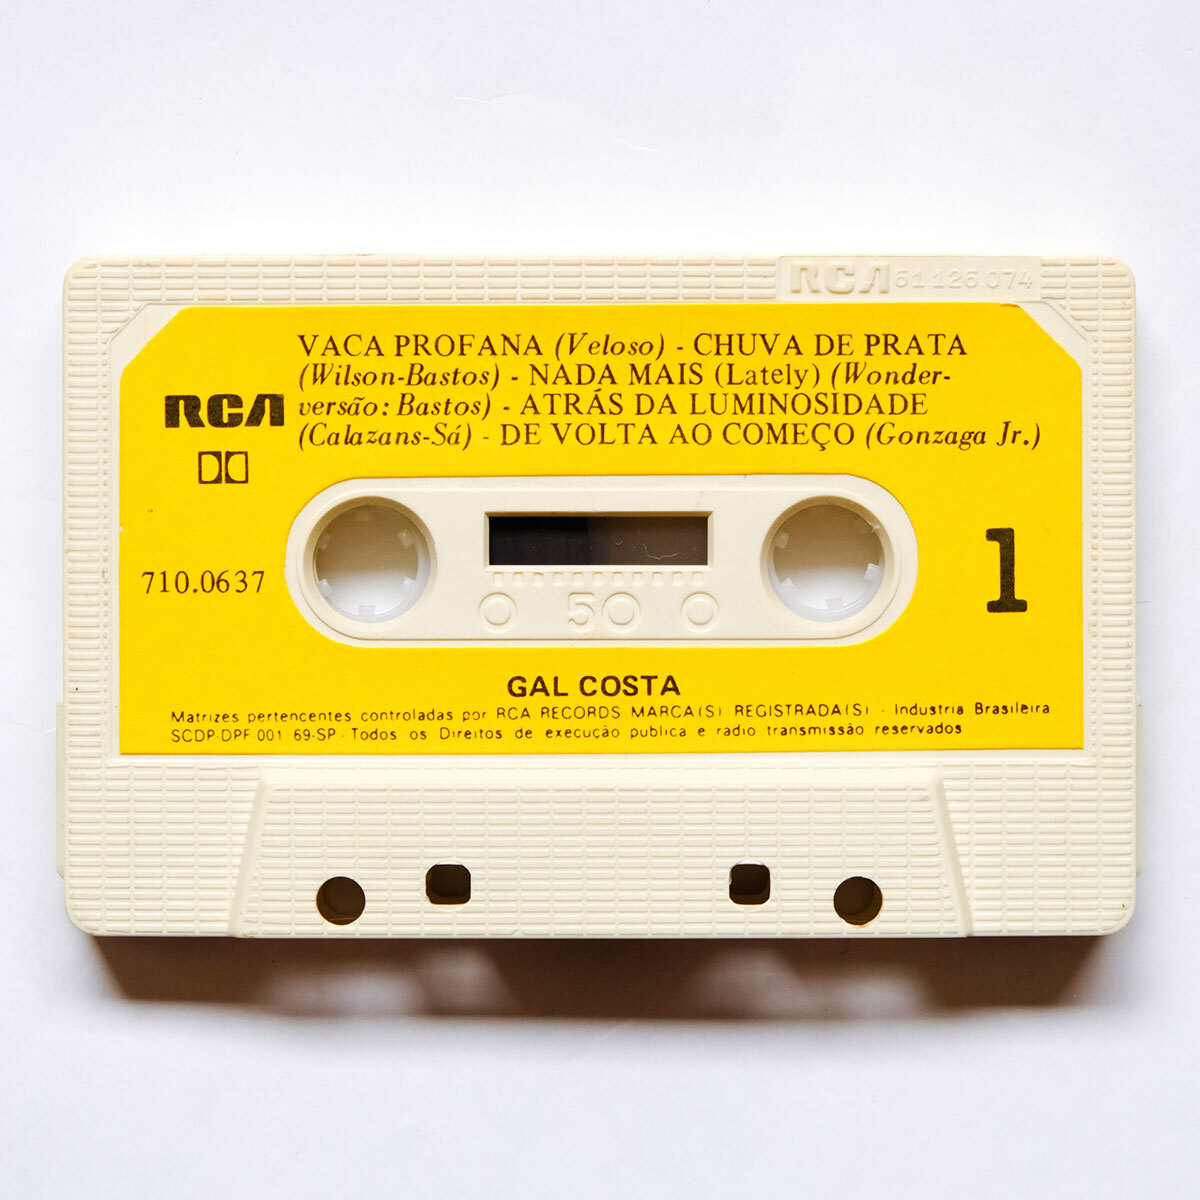 RCA 61.126.074
VACA PROFANA (Veloso) - CHUVA DE PRATA
(Wilson-Bastos) - NADA MAIS (Lately) (Wonder-
versão: Bastos) - ATRÁS DA LUMINOSIDADE
(Calazans-Sá) - DE VOLTA AO COMEÇO (Gonzaga Jr.)
RCA
710.0637
1
50
GAL COSTA
Matrizes pertencentes controladas por RCA RECORDS MARCA(S) REGISTRADA(S) - Industria Brasileira
SCDP-DPF 001/69-SP - Todos os Direitos de execução publica e radio transmissão reservados